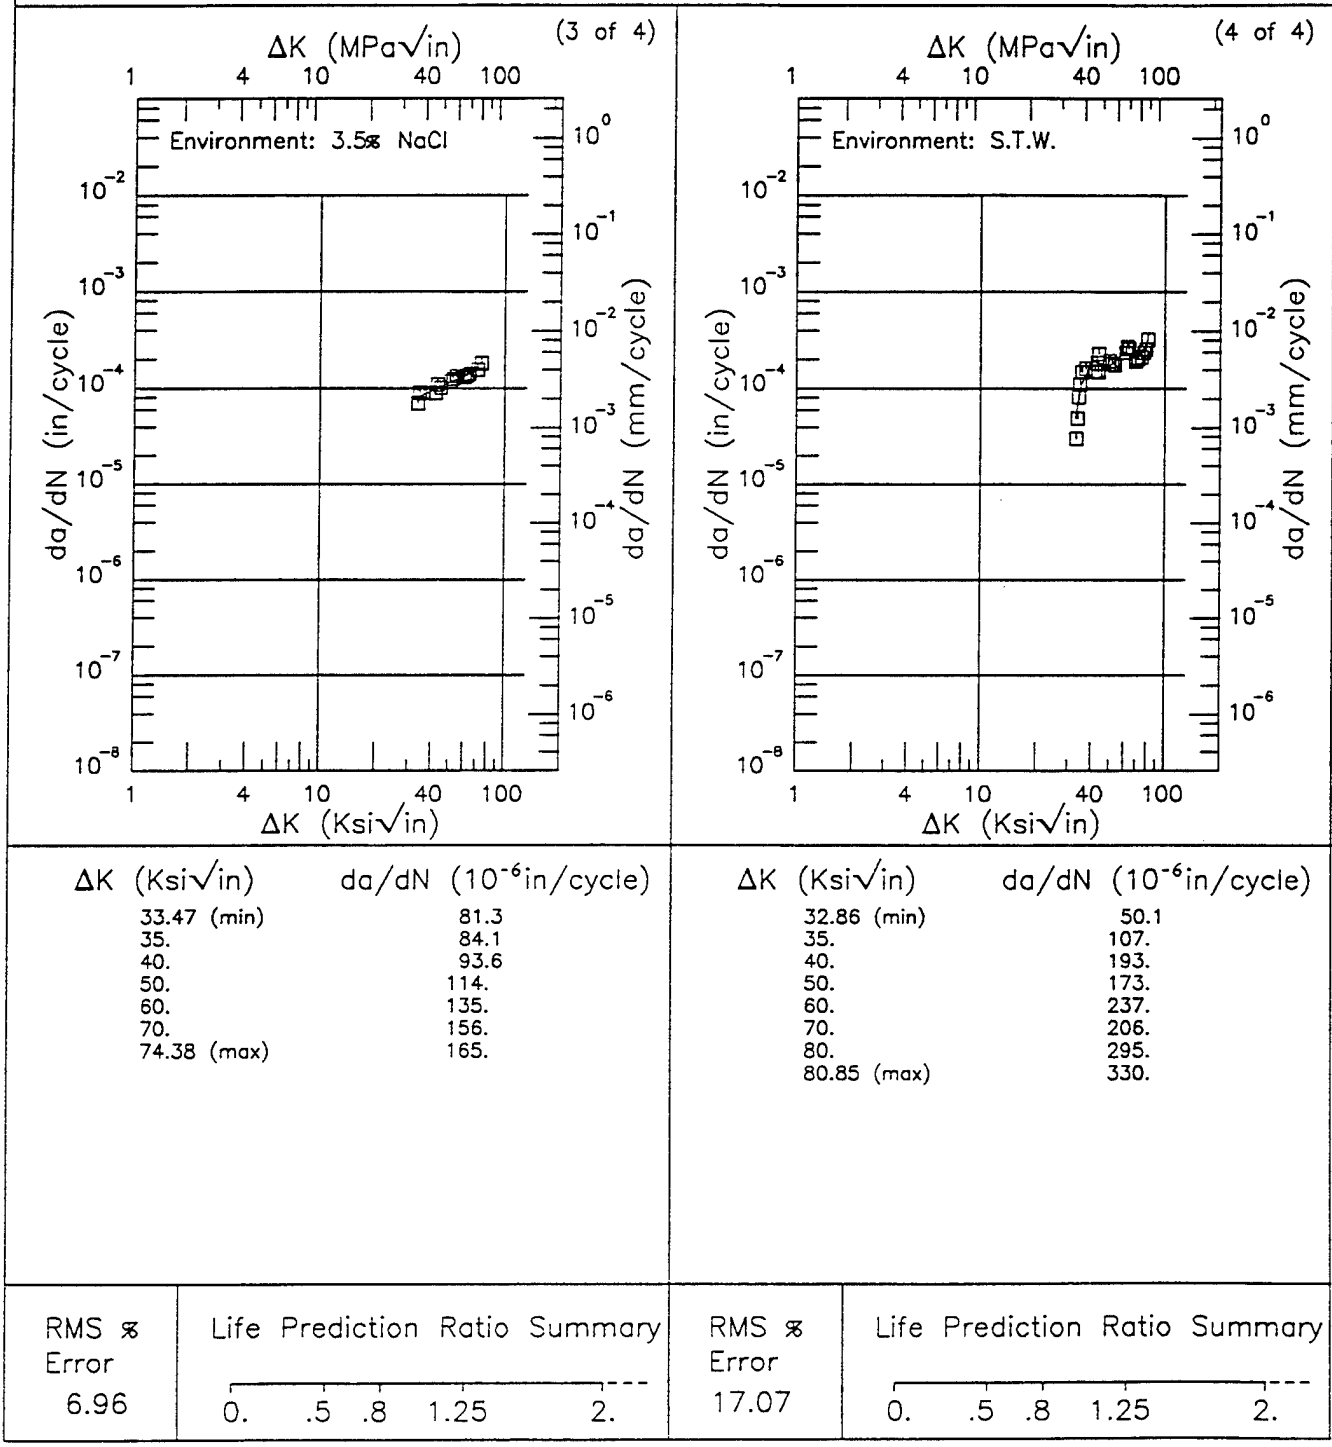 (3 of 4)
ΔK (MPa√in)
1 4 10 40 100
Environment: 3.5% NaCl
10⁰
10⁻²
10⁻¹
10⁻³
10⁻²
10⁻⁴
10⁻³
10⁻⁵
10⁻⁴
10⁻⁶
10⁻⁵
10⁻⁷
10⁻⁶
10⁻⁸
da/dN (in/cycle)
da/dN (mm/cycle)
1 4 10 40 100
ΔK (Ksi√in)
ΔK (Ksi√in) da/dN (10⁻⁶in/cycle)
33.47 (min) 81.3
35. 84.1
40. 93.6
50. 114.
60. 135.
70. 156.
74.38 (max) 165.
RMS % Life Prediction Ratio Summary
Error
6.96
0. .5 .8 1.25 2.
(4 of 4)
ΔK (MPa√in)
1 4 10 40 100
Environment: S.T.W.
10⁰
10⁻²
10⁻¹
10⁻³
10⁻²
10⁻⁴
10⁻³
10⁻⁵
10⁻⁴
10⁻⁶
10⁻⁵
10⁻⁷
10⁻⁶
10⁻⁸
da/dN (in/cycle)
da/dN (mm/cycle)
1 4 10 40 100
ΔK (Ksi√in)
ΔK (Ksi√in) da/dN (10⁻⁶in/cycle)
32.86 (min) 50.1
35. 107.
40. 193.
50. 173.
60. 237.
70. 206.
80. 295.
80.85 (max) 330.
RMS % Life Prediction Ratio Summary
Error
17.07
0. .5 .8 1.25 2.